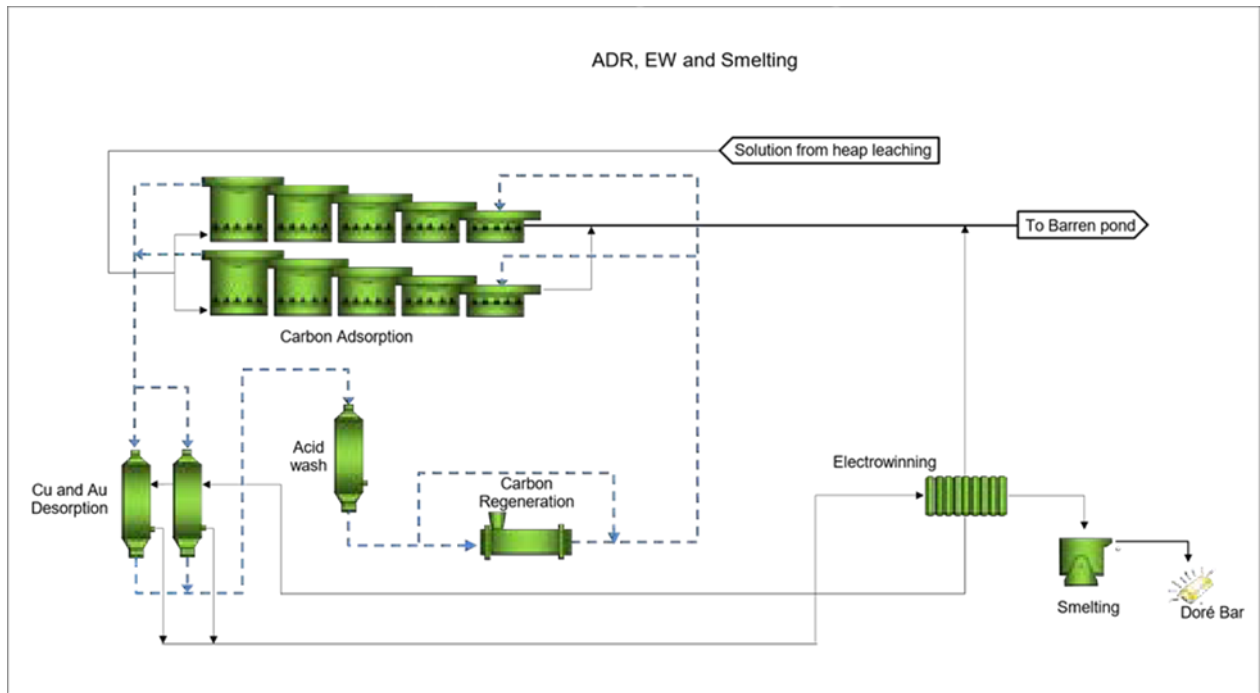 ADR, EW and Smelting
Solution from heap leaching
To Barren pond
Carbon Adsorption
Acid
wash
Electrowinning
Carbon
Regeneration
Cu and Au
Desorption
Smelting
Doré Bar